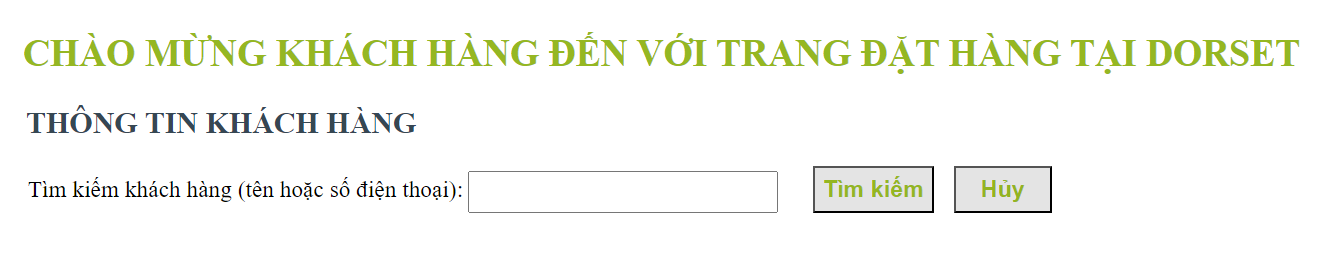 CHÀO MỪNG KHÁCH HÀNG ĐẾN VỚI TRANG ĐẶT HÀNG TẠI DORSET
THÔNG TIN KHÁCH HÀNG
Tìm kiếm khách hàng (tên hoặc số điện thoại): Tìm kiếm Hủy